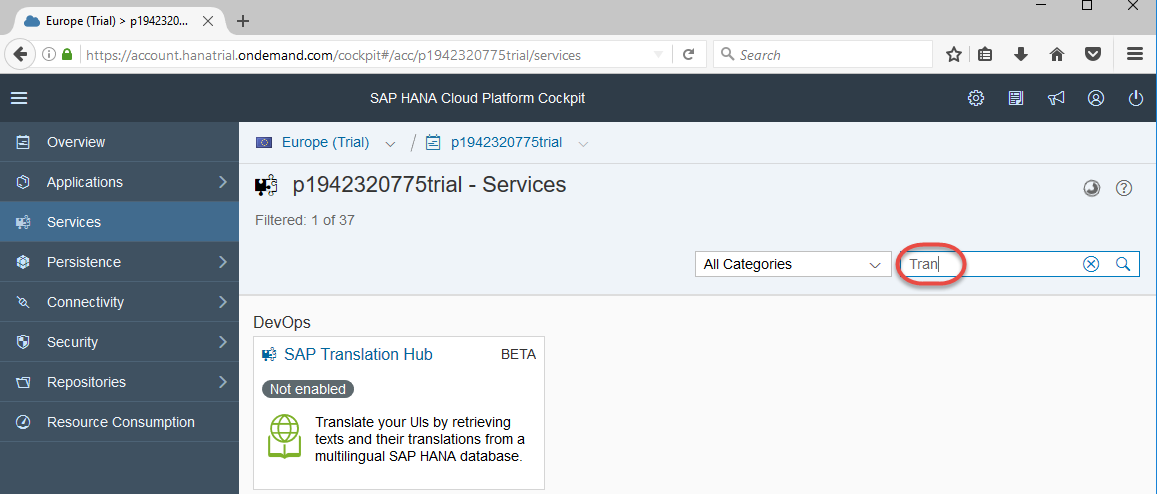 Europe (Trial) > p1942320...
https://account.hanatrial.ondemand.com/cockpit#/acc/p1942320775trial/services
Search
SAP HANA Cloud Platform Cockpit
Overview
Applications
Services
Persistence
Connectivity
Security
Repositories
Resource Consumption
Europe (Trial) / p1942320775trial
p1942320775trial - Services
Filtered: 1 of 37
All Categories
Tran
DevOps
SAP Translation Hub BETA
Not enabled
Translate your UIs by retrieving
texts and their translations from a
multilingual SAP HANA database.